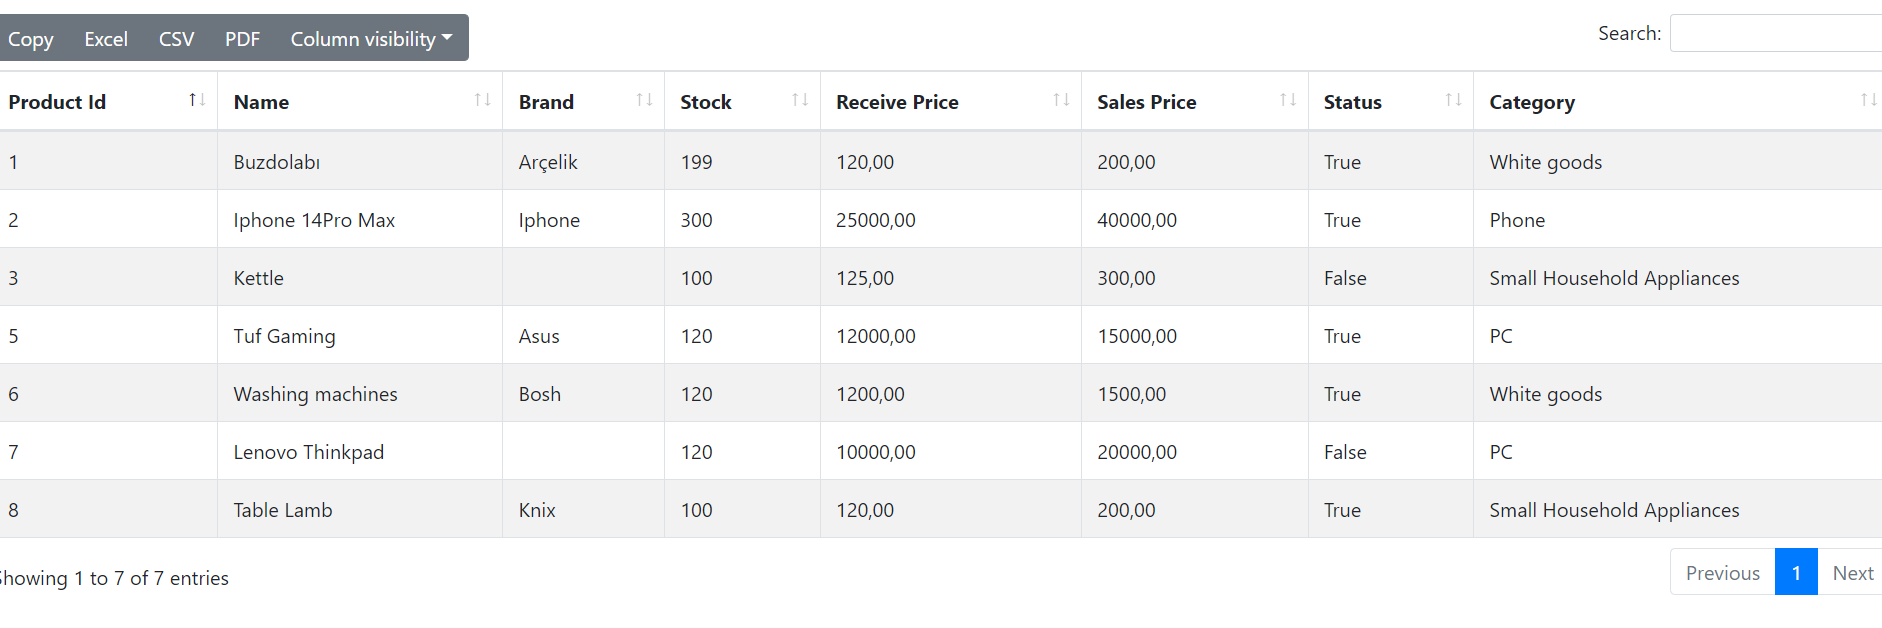 Copy Excel CSV PDF Column visibility Search:
Product Id Name Brand Stock Receive Price Sales Price Status Category
1 Buzdolabı Arçelik 199 120,00 200,00 True White goods
2 Iphone 14Pro Max Iphone 300 25000,00 40000,00 True Phone
3 Kettle 100 125,00 300,00 False Small Household Appliances
5 Tuf Gaming Asus 120 12000,00 15000,00 True PC
6 Washing machines Bosh 120 1200,00 1500,00 True White goods
7 Lenovo Thinkpad 120 10000,00 20000,00 False PC
8 Table Lamb Knix 100 120,00 200,00 True Small Household Appliances
Showing 1 to 7 of 7 entries Previous 1 Next